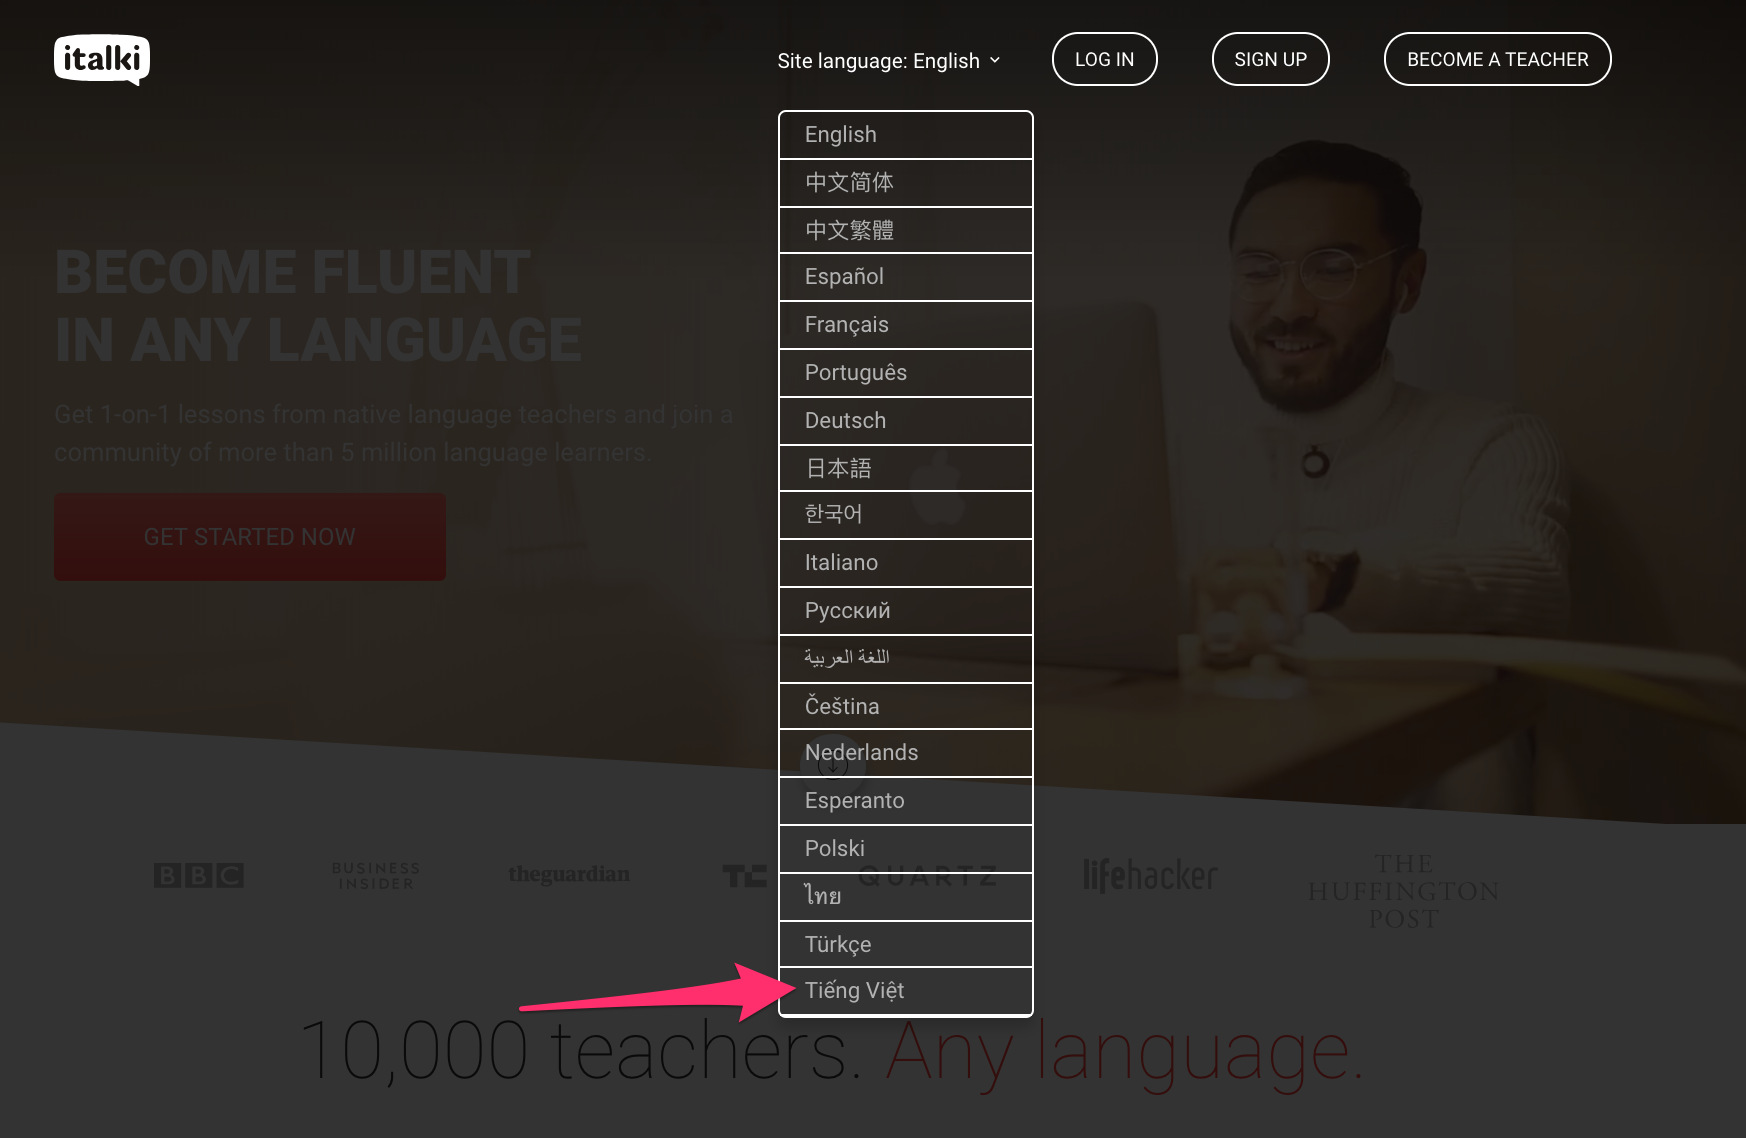 italki
Site language: English
LOG IN
SIGN UP
BECOME A TEACHER
English
中文简体
中文繁體
Español
Français
Português
Deutsch
日本語
한국어
Italiano
Русский
اللغة العربية
Čeština
Nederlands
Esperanto
Polski
ไทย
Türkçe
Tiếng Việt
BECOME FLUENT
IN ANY LANGUAGE
Get 1-on-1 lessons from native language teachers and join a
community of more than 5 million language learners.
GET STARTED NOW
BBC
BUSINESS
INSIDER
theguardian
TC
QUARTZ
lifehacker
THE
HUFFINGTON
POST
10,000 teachers. Any language.